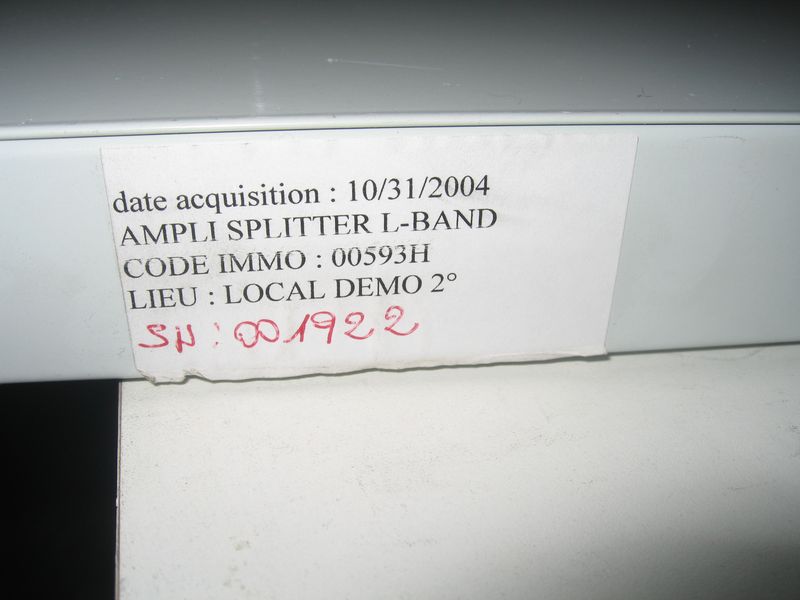 date acquisition : 10/31/2004
AMPLI SPLITTER L-BAND
CODE IMMO : 00593H
LIEU : LOCAL DEMO 2°
SN : 001922